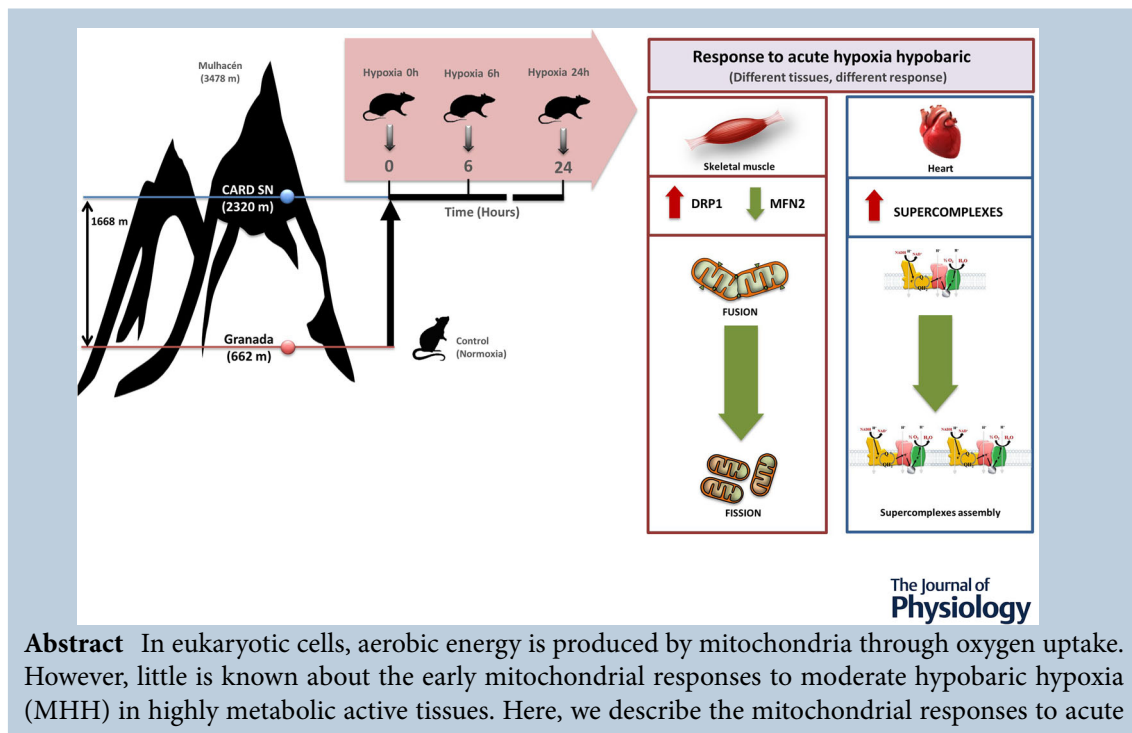 Mulhacén
(3478 m)
Hypoxia 0h
Hypoxia 6h
Hypoxia 24h
0
6
24
Time (Hours)
CARD SN
(2320 m)
1668 m
Granada
(662 m)
Control
(Normoxia)
Response to acute hypoxia hypobaric
(Different tissues, different response)
Skeletal muscle
DRP1
MFN2
FUSION
FISSION
Heart
SUPERCOMPLEXES
Supercomplexes assembly
The Journal of
Physiology
Abstract In eukaryotic cells, aerobic energy is produced by mitochondria through oxygen uptake.
However, little is known about the early mitochondrial responses to moderate hypobaric hypoxia
(MHH) in highly metabolic active tissues. Here, we describe the mitochondrial responses to acute